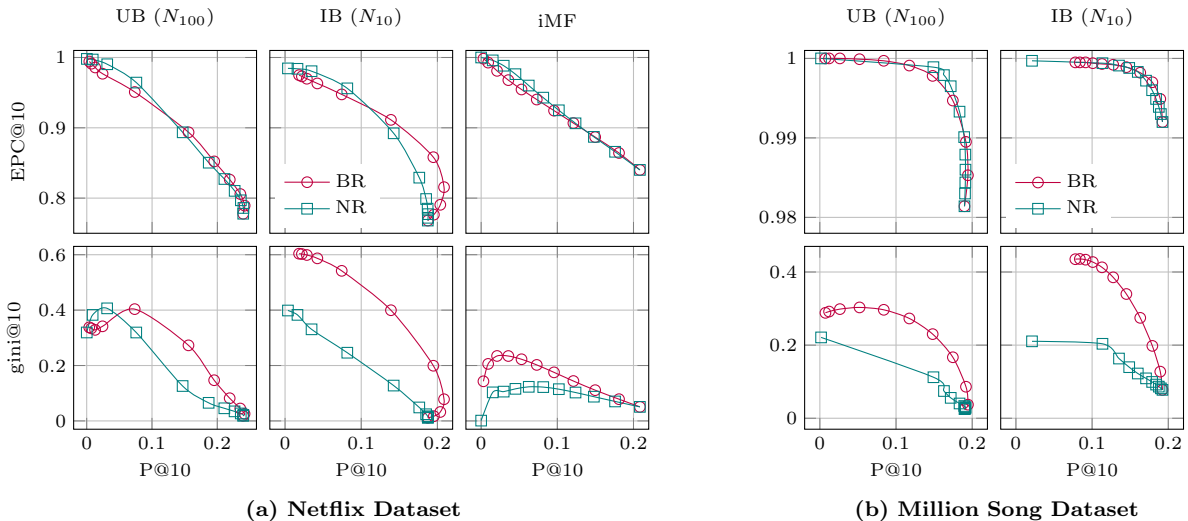 UB (N100) IB (N10) iMF UB (N100) IB (N10)
1
0.9
0.8
EPC@10
BR
NR
1
0.99
0.98
BR
NR
0.6
0.4
0.2
0
gini@10
0.4
0.2
0
0 0.1 0.2 0 0.1 0.2 0 0.1 0.2 0 0.1 0.2 0 0.1 0.2
P@10 P@10 P@10 P@10 P@10
(a) Netflix Dataset (b) Million Song Dataset